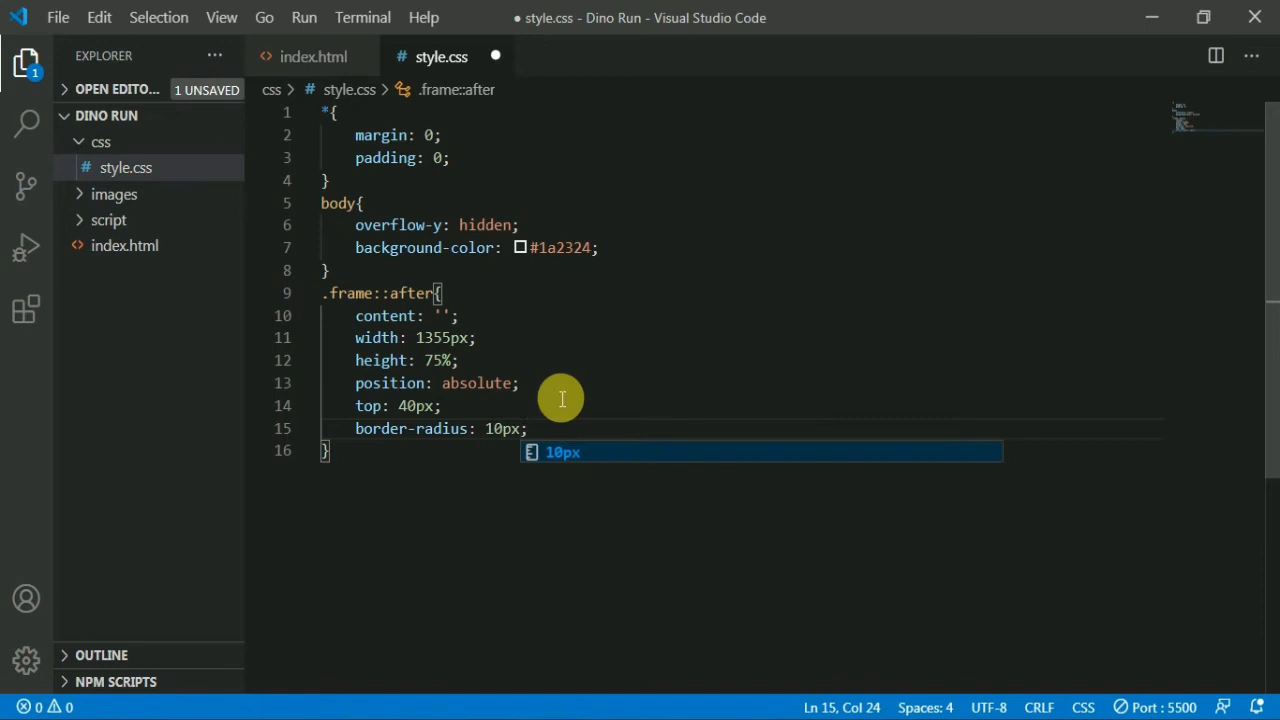 File Edit Selection View Go Run Terminal Help ● style.css - Dino Run - Visual Studio Code
EXPLORER ···
index.html
# style.css ●
OPEN EDITO... 1 UNSAVED
css > # style.css > .frame::after
DINO RUN
css
# style.css
images
script
index.html
1 *{
2 margin: 0;
3 padding: 0;
4 }
5 body{
6 overflow-y: hidden;
7 background-color: #1a2324;
8 }
9 .frame::after{
10 content: '';
11 width: 1355px;
12 height: 75%;
13 position: absolute;
14 top: 40px;
15 border-radius: 10px;
10px
16 }
1
OUTLINE
NPM SCRIPTS
0 0 Ln 15, Col 24 Spaces: 4 UTF-8 CRLF CSS Port : 5500